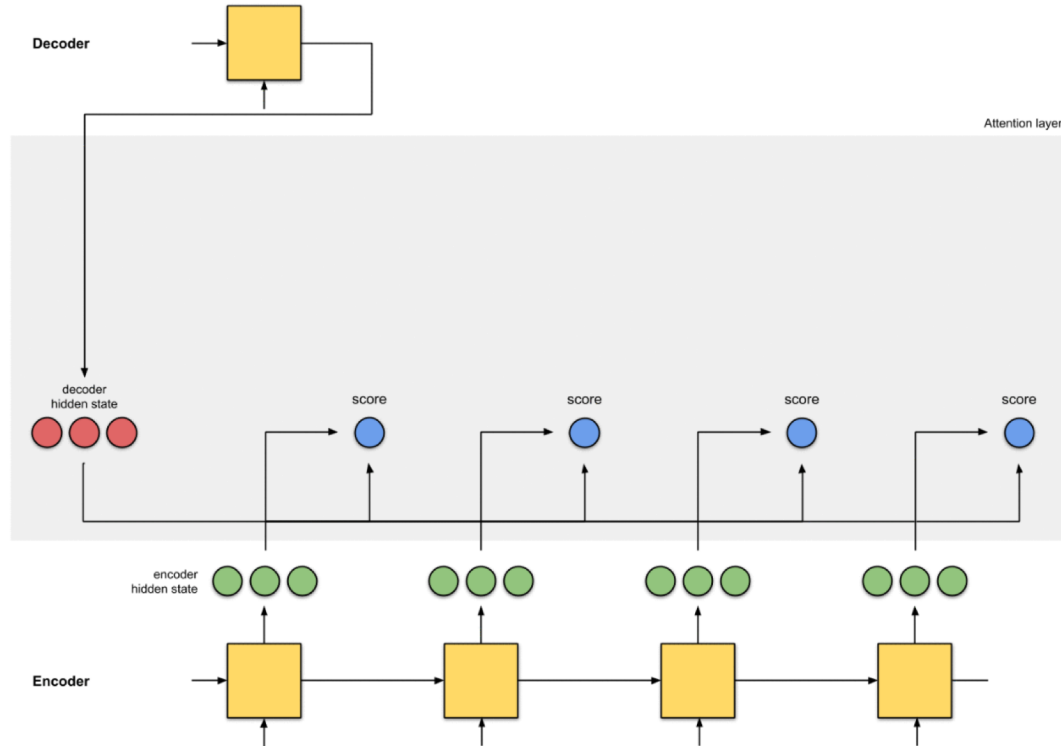 Decoder
Attention layer
decoder
hidden state
score
score
score
score
encoder
hidden state
Encoder